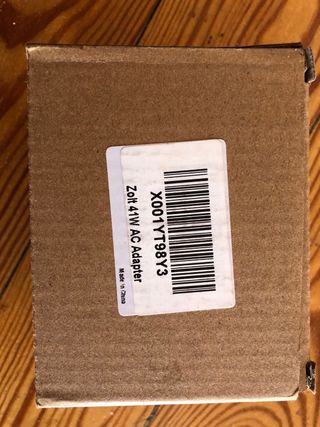 X001YT98Y3
Zolt 41W AC Adapter
Made in China